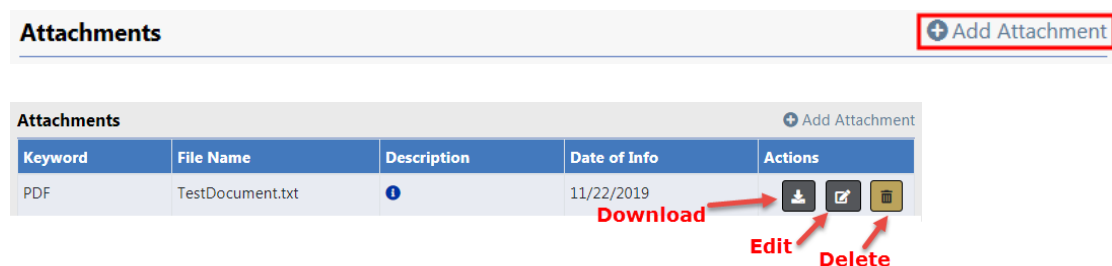 Attachments Add Attachment
Attachments Add Attachment
Keyword File Name Description Date of Info Actions
PDF TestDocument.txt 11/22/2019
Download
Edit
Delete